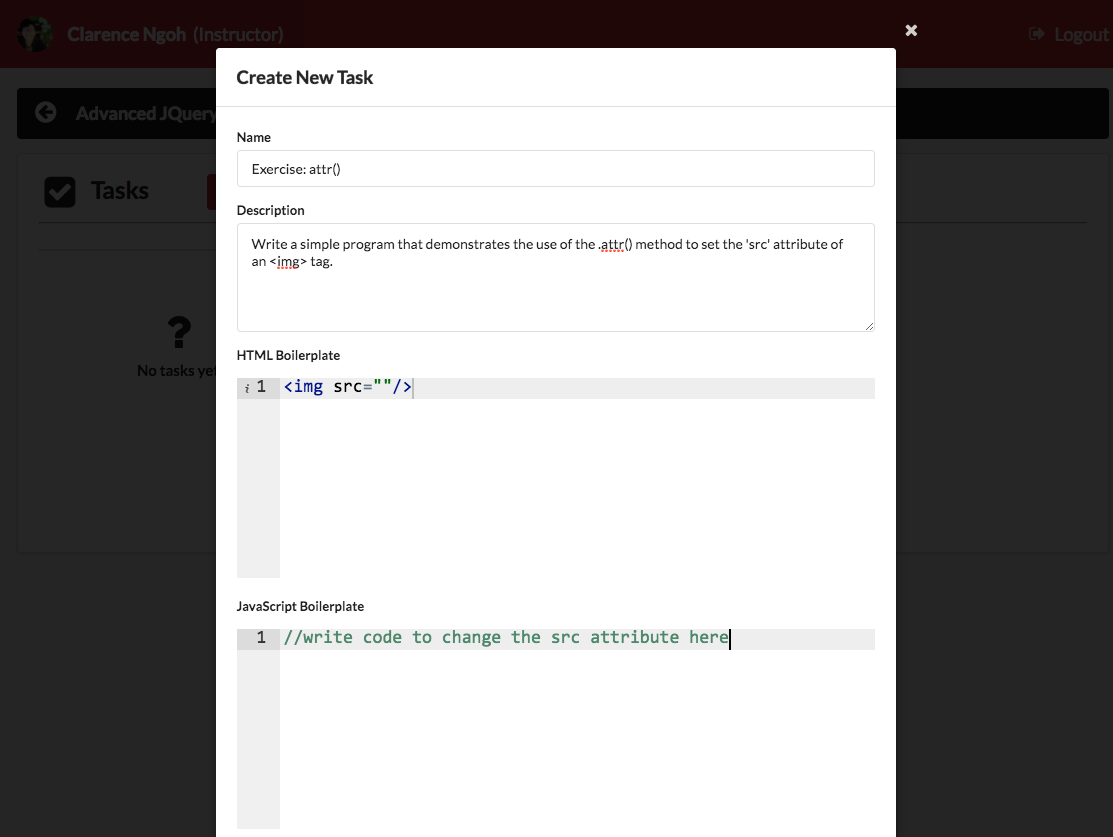 Clarence Ngoh (Instructor)
Logout
Create New Task
Advanced JQuery
Name
Exercise: attr()
Tasks
Description
Write a simple program that demonstrates the use of the .attr() method to set the 'src' attribute of
an <img> tag.
No tasks yet
HTML Boilerplate
i 1 <img src=""/>
JavaScript Boilerplate
1 //write code to change the src attribute here